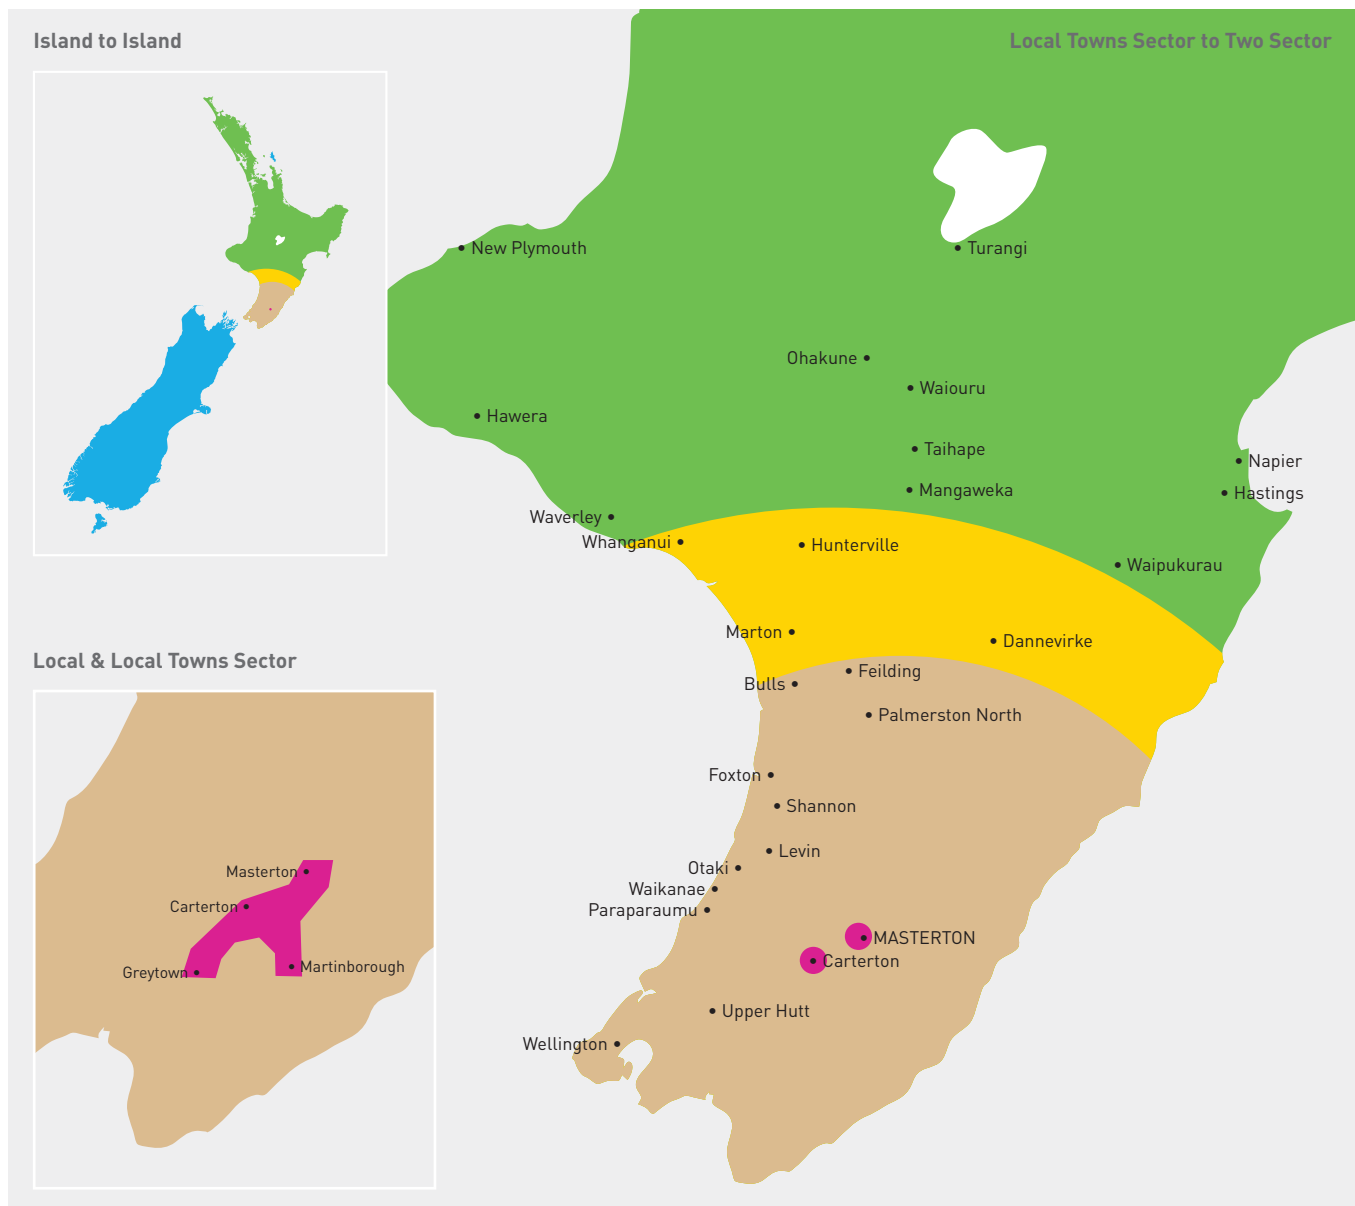 Island to Island
Local Towns Sector to Two Sector
New Plymouth
Turangi
Ohakune
Waiouru
Hawera
Taihape
Napier
Mangaweka
Hastings
Waverley
Whanganui
Hunterville
Waipukurau
Marton
Dannevirke
Local & Local Towns Sector
Feilding
Bulls
Palmerston North
Foxton
Shannon
Levin
Otaki
Waikanae
Paraparaumu
MASTERTON
Carterton
Upper Hutt
Wellington
Masterton
Carterton
Greytown
Martinborough